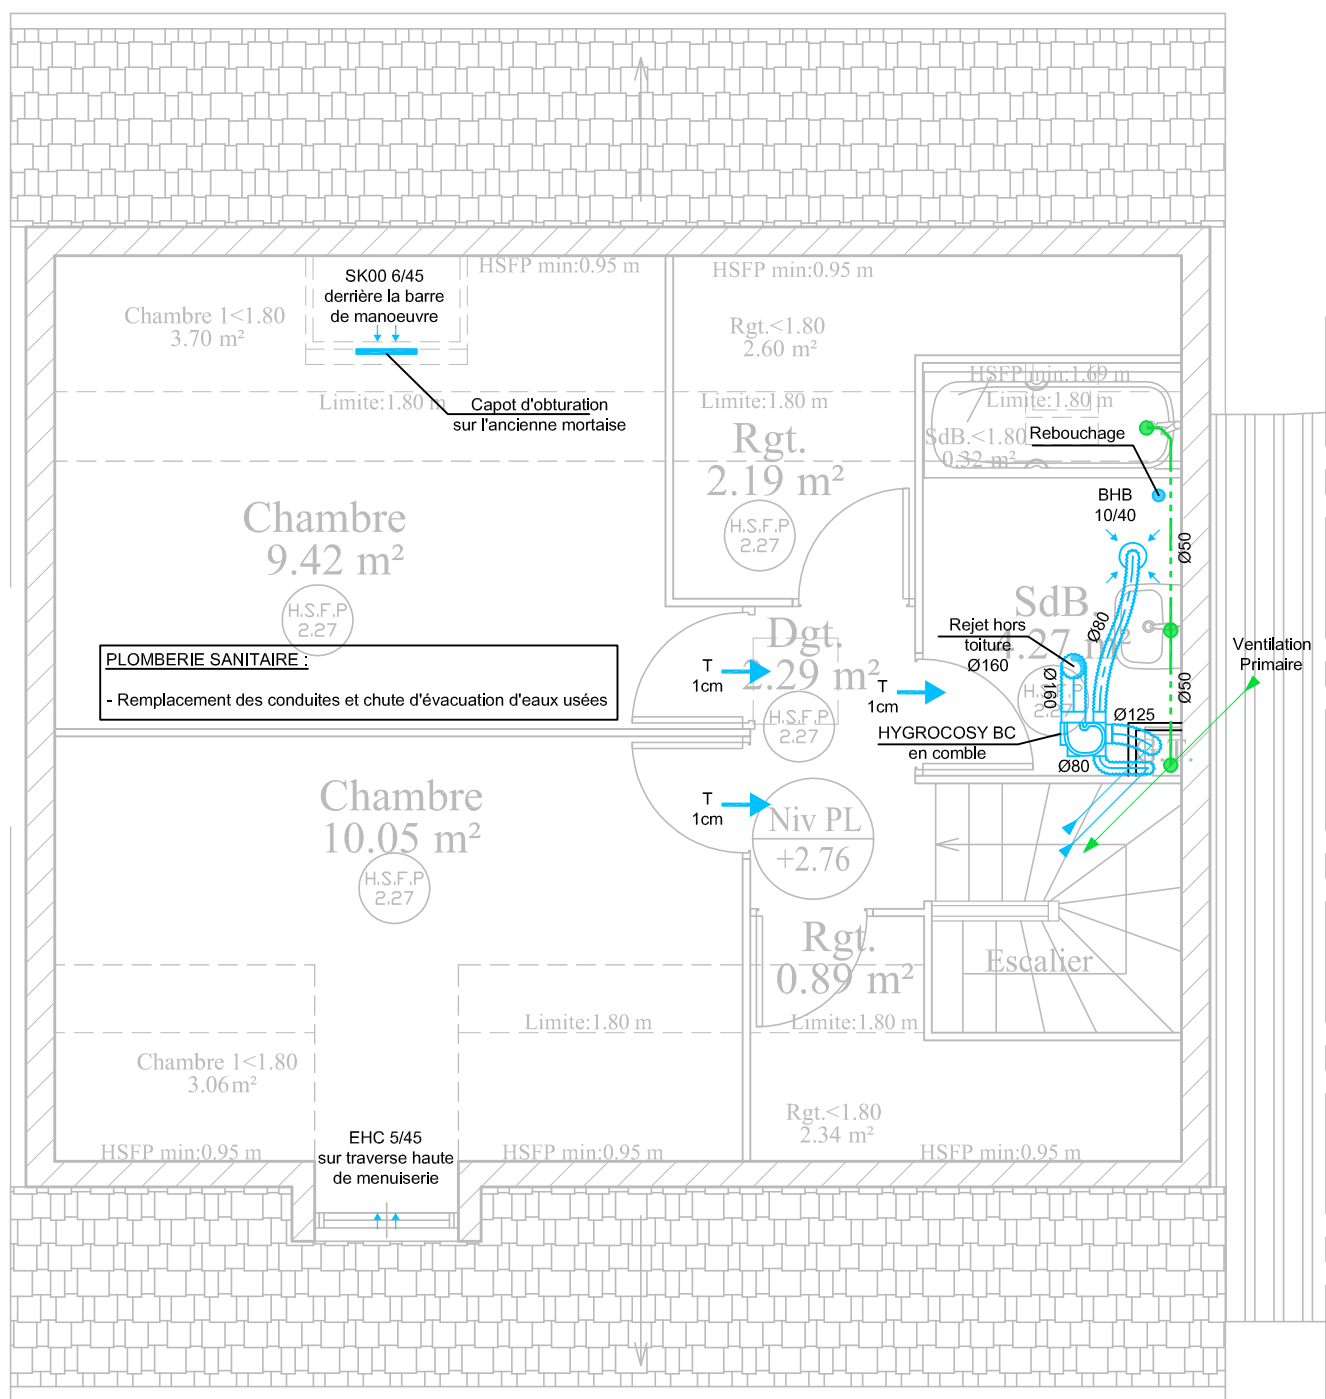 HSFP min:0.95 m
HSFP min:0.95 m
SK00 6/45
derrière la barre
de manoeuvre
Chambre 1<1.80
3.70 m²
Rgt.<1.80
2.60 m²
HSFP min:1.69 m
Limite:1.80 m
Limite:1.80 m
Limite:1.80 m
Capot d'obturation
sur l'ancienne mortaise
SdB.<1.80
0.32 m²
Rebouchage
Rgt.
2.19 m²
H.S.F.P
2.27
BHB
10/40
Ø50
Chambre
9.42 m²
H.S.F.P
2.27
SdB.
4.27 m²
H.S.F.P
2.27
Ø80
Rejet hors
toiture
Ø160
Ø160
Dgt.
2.29 m²
H.S.F.P
2.27
Ventilation
Primaire
PLOMBERIE SANITAIRE :
- Remplacement des conduites et chute d'évacuation d'eaux usées
T
1cm
T
1cm
Ø50
Ø125
HYGROCOSY BC
en comble
Ø80
Chambre
10.05 m²
H.S.F.P
2.27
T
1cm
Niv PL
+2.76
Rgt.
0.89 m²
Escalier
Limite:1.80 m
Limite:1.80 m
Chambre 1<1.80
3.06m²
Rgt.<1.80
2.34 m²
EHC 5/45
sur traverse haute
de menuiserie
HSFP min:0.95 m
HSFP min:0.95 m
HSFP min:0.95 m